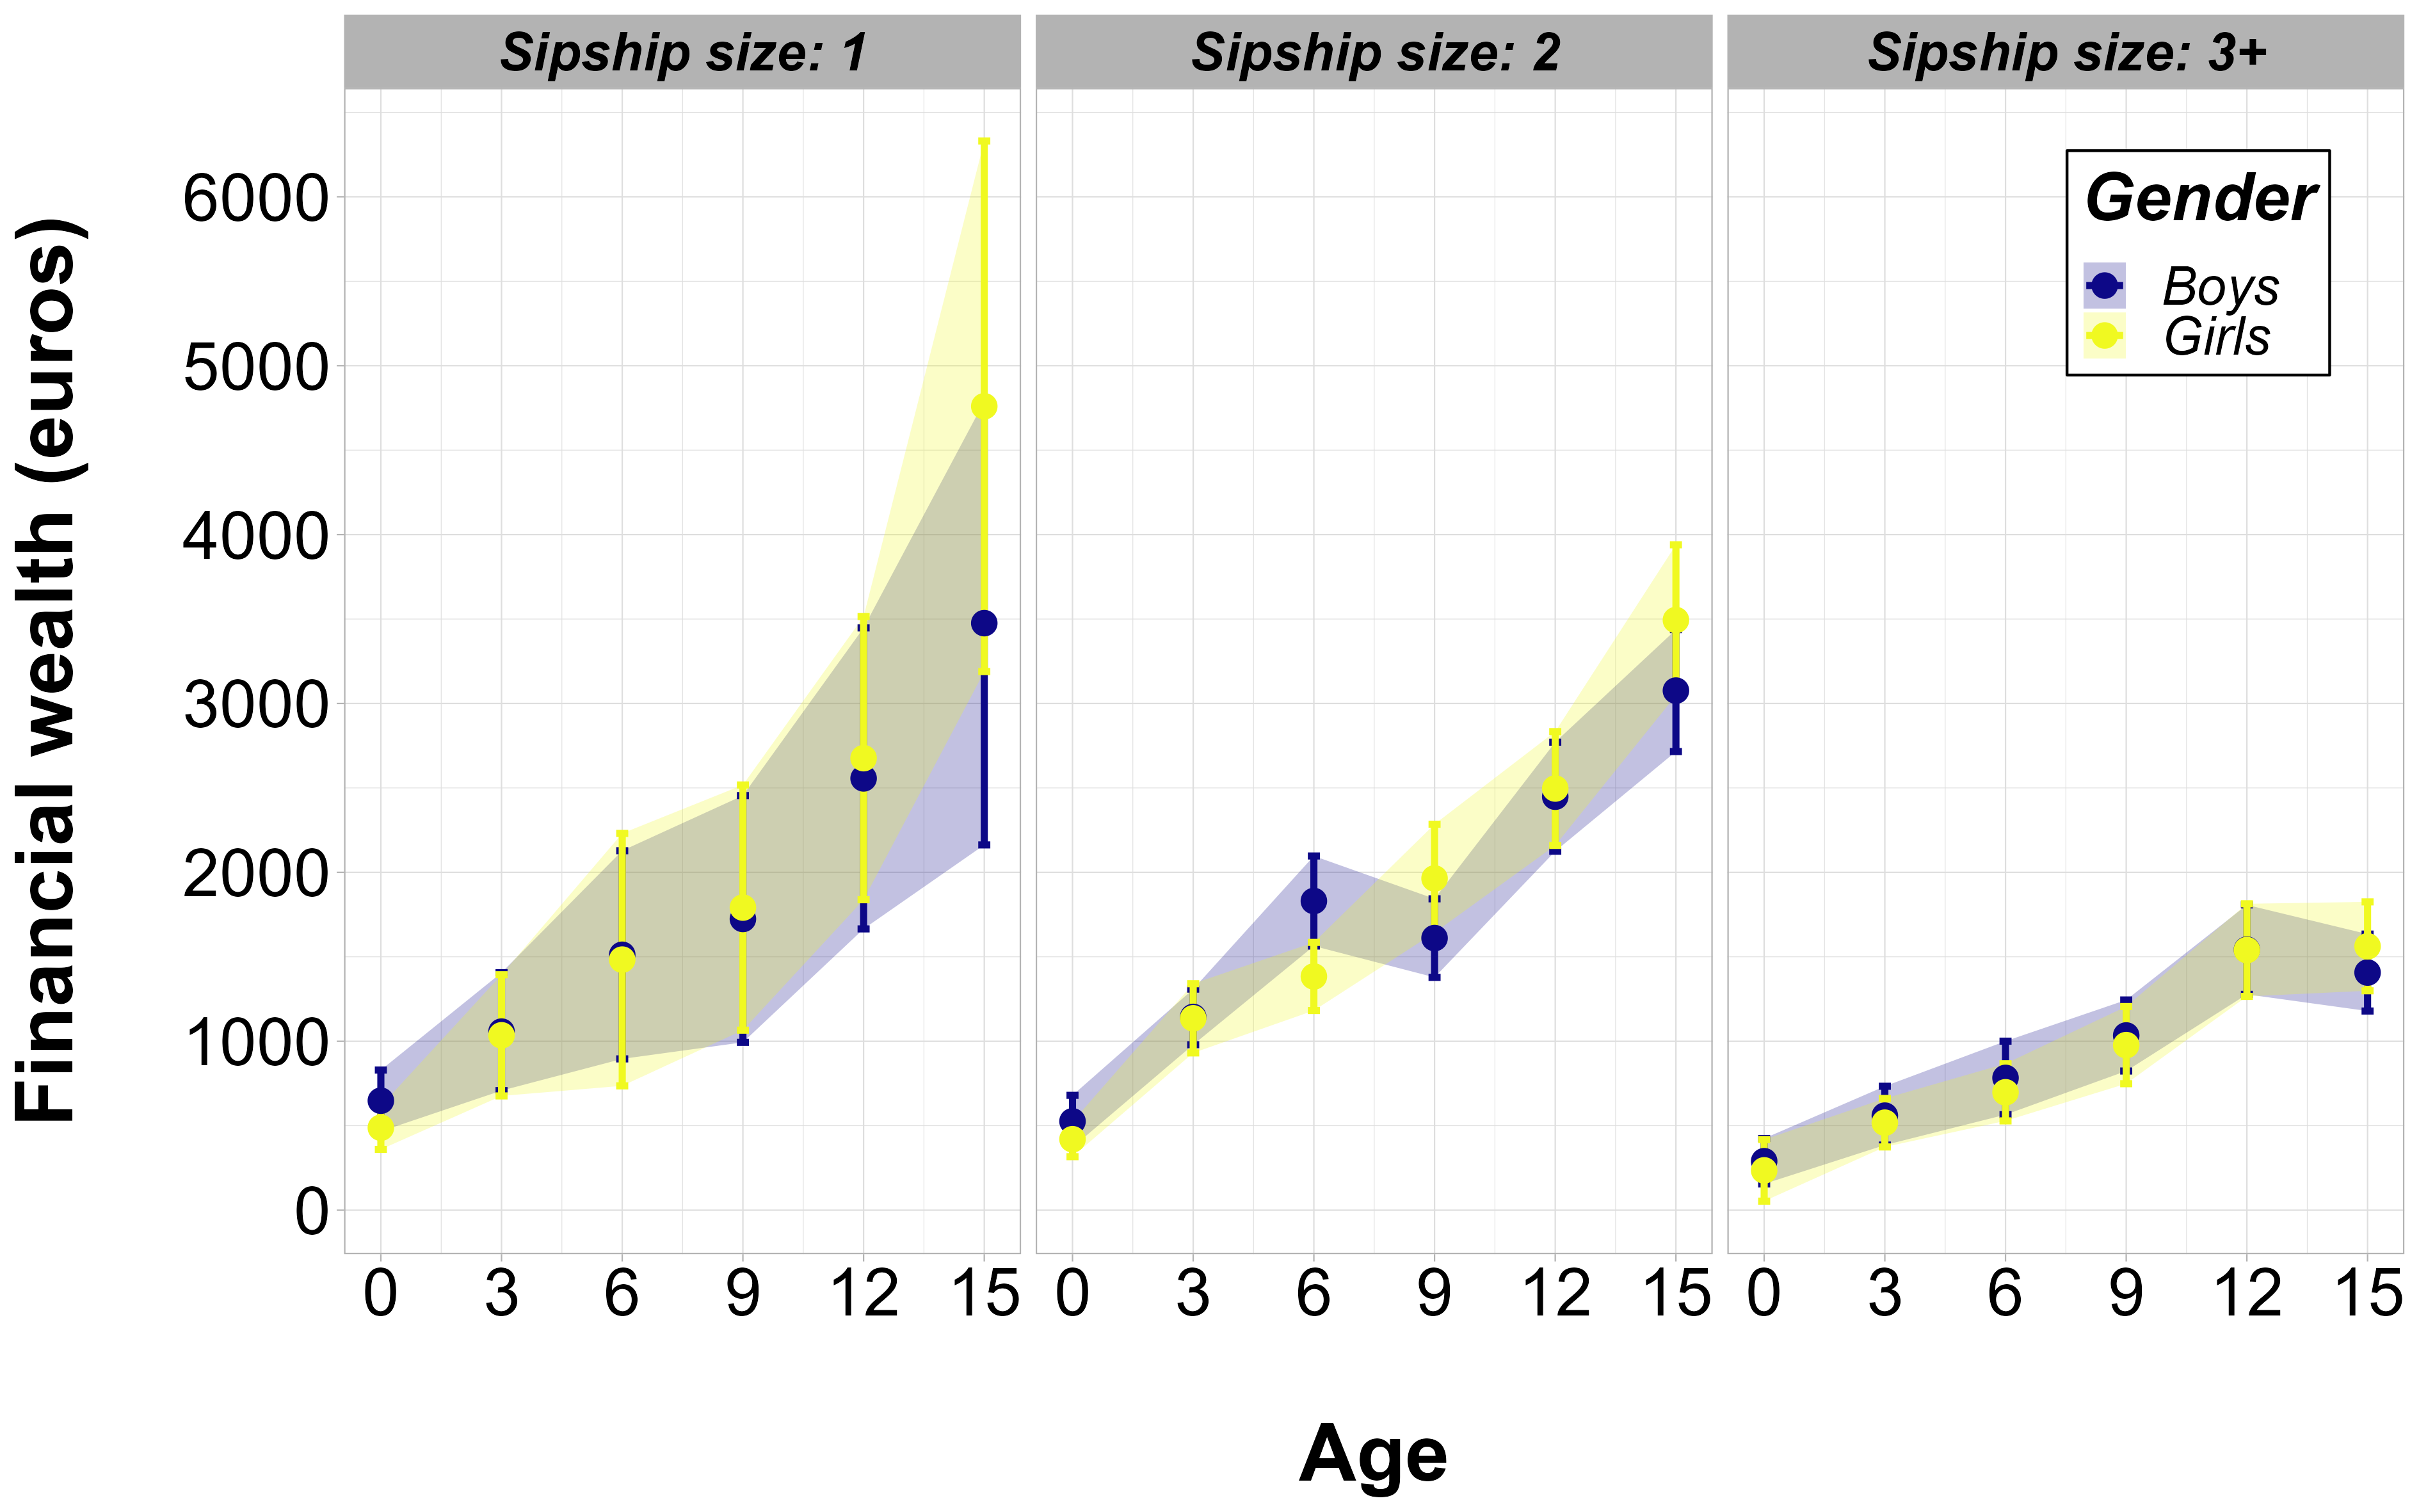 Sipship size: 1
Sipship size: 2
Sipship size: 3+
Financial wealth (euros)
6000
5000
4000
3000
2000
1000
0
Gender
Boys
Girls
0 3 6 9 12 15 0 3 6 9 12 15 0 3 6 9 12 15
Age